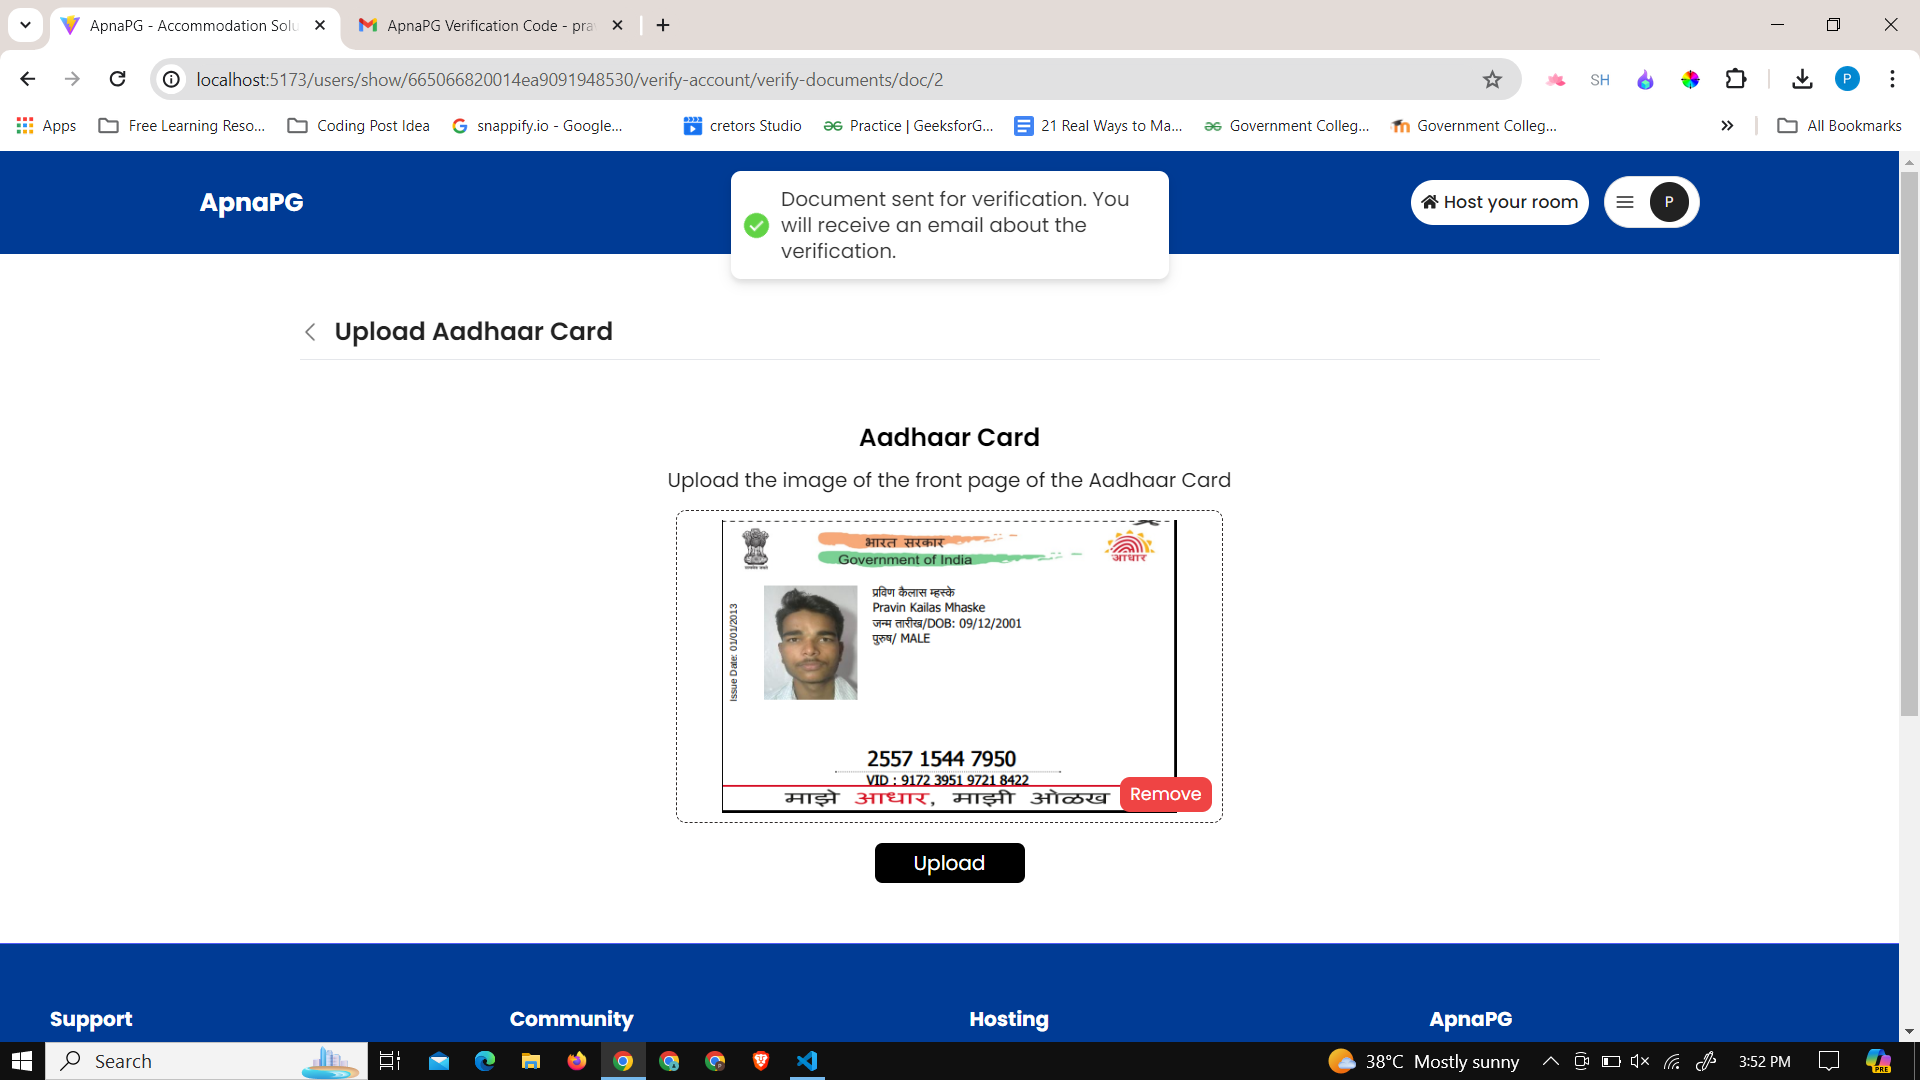 ApnaPG - Accommodation Solu
ApnaPG Verification Code - pra
localhost:5173/users/show/665066820014ea9091948530/verify-account/verify-documents/doc/2
SH
P
Apps
Free Learning Reso...
Coding Post Idea
snappify.io - Google...
cretors Studio
Practice | GeeksforG...
21 Real Ways to Ma...
Government Colleg...
Government Colleg...
All Bookmarks
ApnaPG
Document sent for verification. You
will receive an email about the
verification.
Host your room
P
Upload Aadhaar Card
Aadhaar Card
Upload the image of the front page of the Aadhaar Card
भारत सरकार
Government of India
आधार
Issue Date: 01/01/2013
प्रविण कैलास म्हस्के
Pravin Kailas Mhaske
जन्म तारीख/DOB: 09/12/2001
पुरुष/ MALE
2557 1544 7950
VID : 9172 3951 9721 8422
माझे आधार, माझी ओळख
Remove
Upload
Support
Community
Hosting
ApnaPG
Search
38°C Mostly sunny
3:52 PM
PRE